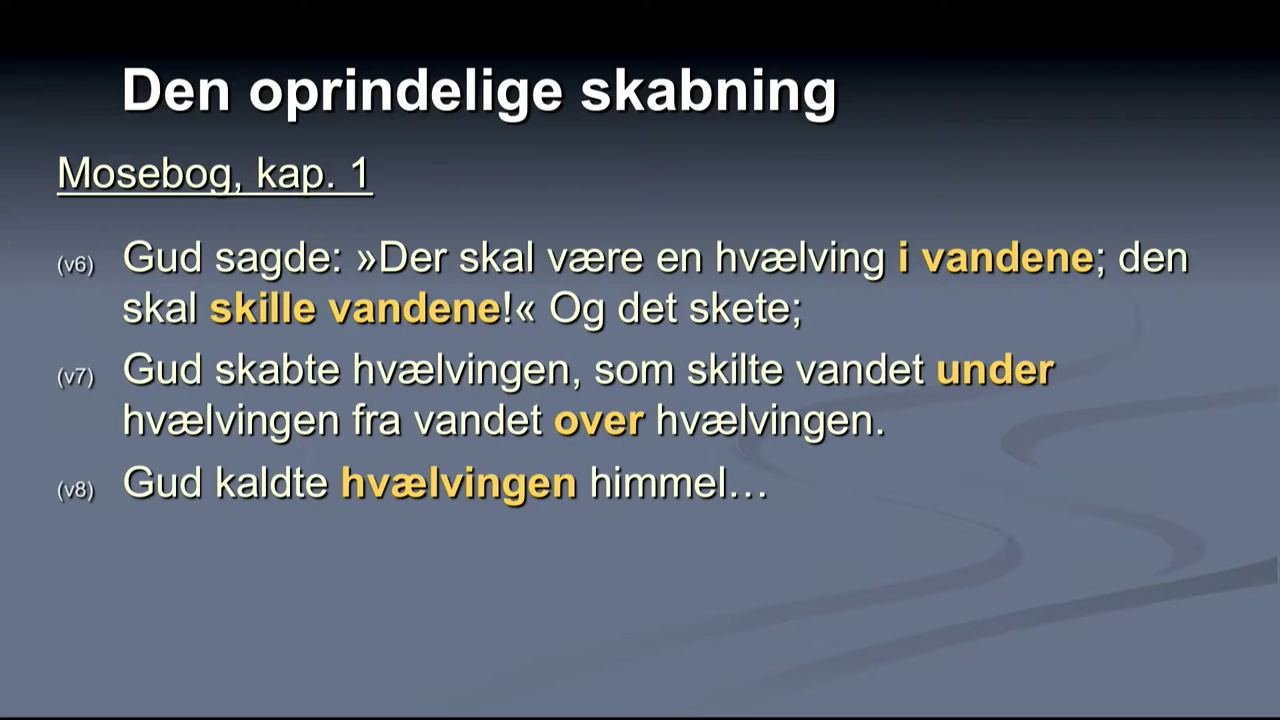 Den oprindelige skabning
Mosebog, kap. 1
(v6) Gud sagde: »Der skal være en hvælving i vandene; den
skal skille vandene!« Og det skete;
(v7) Gud skabte hvælvingen, som skilte vandet under
hvælvingen fra vandet over hvælvingen.
(v8) Gud kaldte hvælvingen himmel…